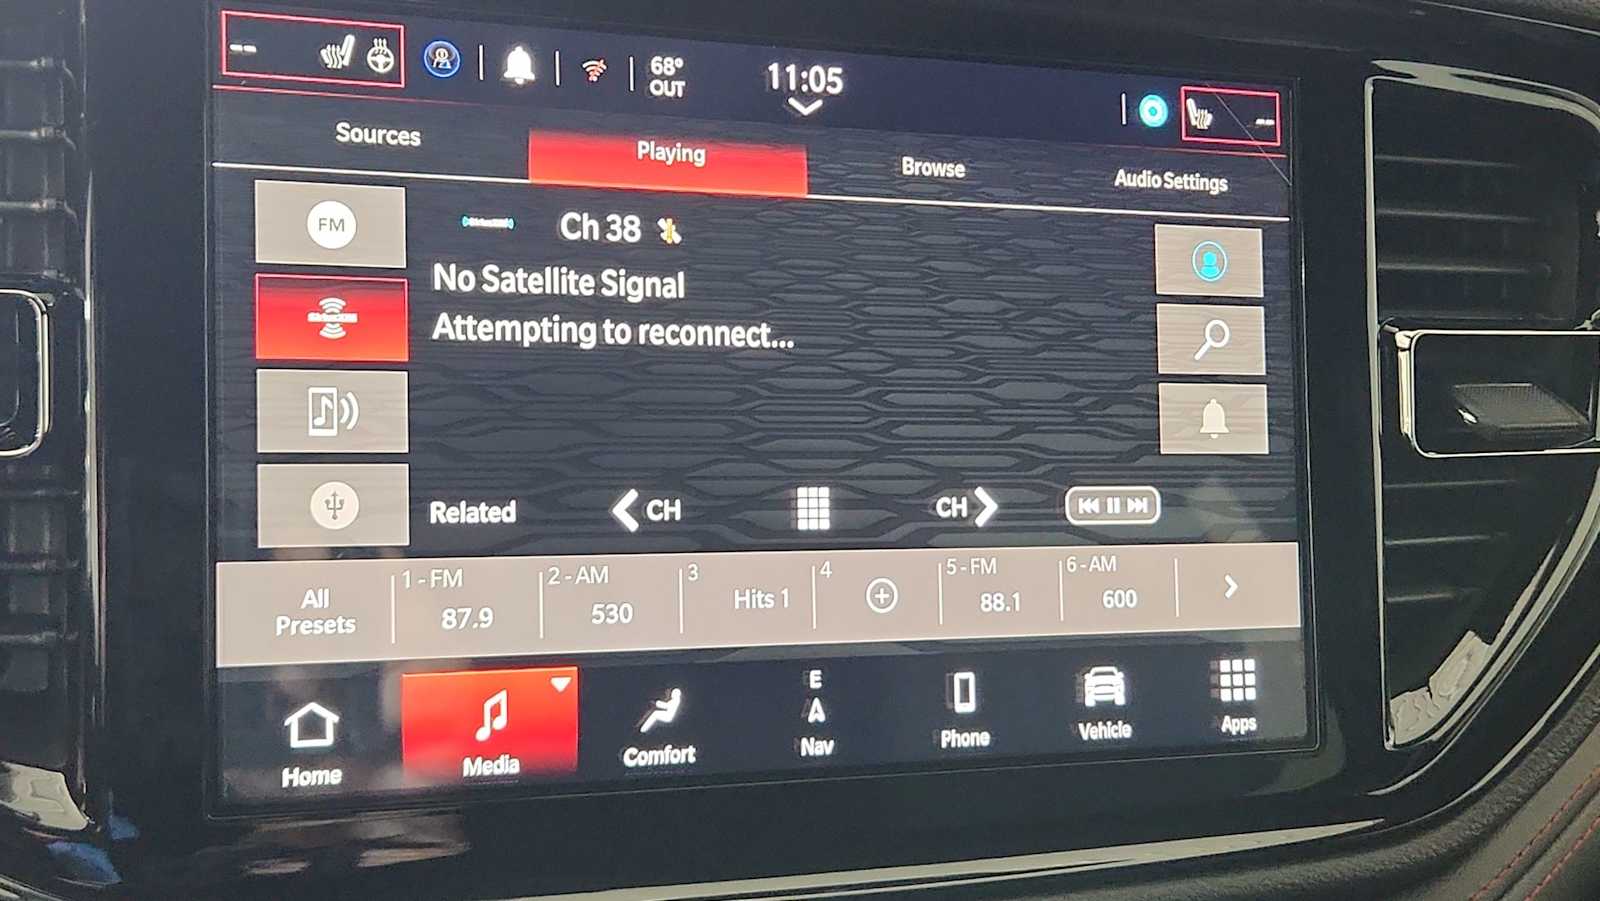 68°
OUT
11:05
Sources
Playing
Browse
Audio Settings
FM
Ch 38
No Satellite Signal
Attempting to reconnect...
Related
CH
CH
All
Presets
1 - FM
87.9
2 - AM
530
3
Hits 1
4
5 - FM
88.1
6 - AM
600
Home
Media
Comfort
E
Nav
Phone
Vehicle
Apps